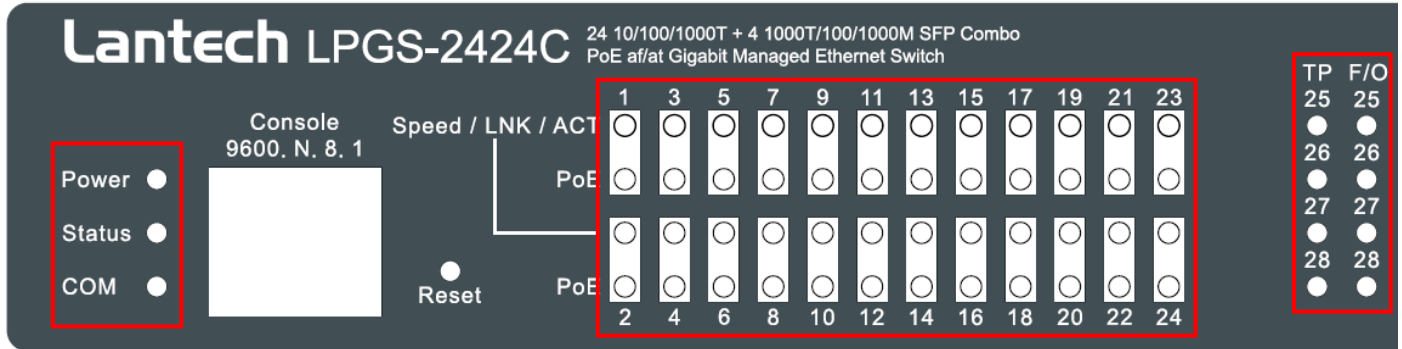 Lantech LPGS-2424C
24 10/100/1000T + 4 1000T/100/1000M SFP Combo
PoE af/at Gigabit Managed Ethernet Switch
TP F/O
1 3 5 7 9 11 13 15 17 19 21 23
25 25
Console
9600. N. 8. 1
Speed / LNK / ACT
26 26
Power
PoE
27 27
Status
28 28
COM
Reset
PoE
2 4 6 8 10 12 14 16 18 20 22 24